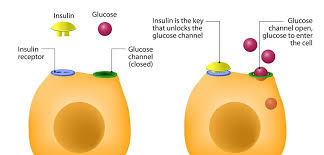 Insulin
Glucose
Insulin
receptor
Glucose
channel
(closed)
Insulin is the key
that unlocks the
glucose channel
Glucose
channel open,
glucose to enter
the cell